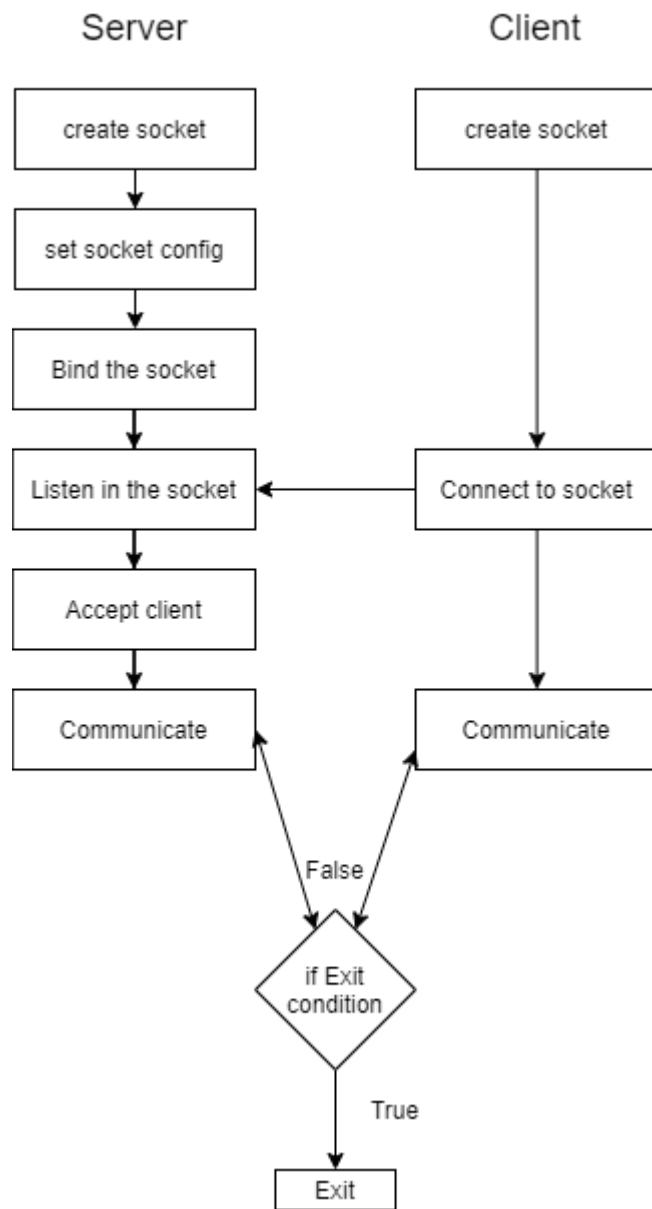 Server
Client
create socket
create socket
set socket config
Bind the socket
Listen in the socket
Connect to socket
Accept client
Communicate
Communicate
False
if Exit
condition
True
Exit